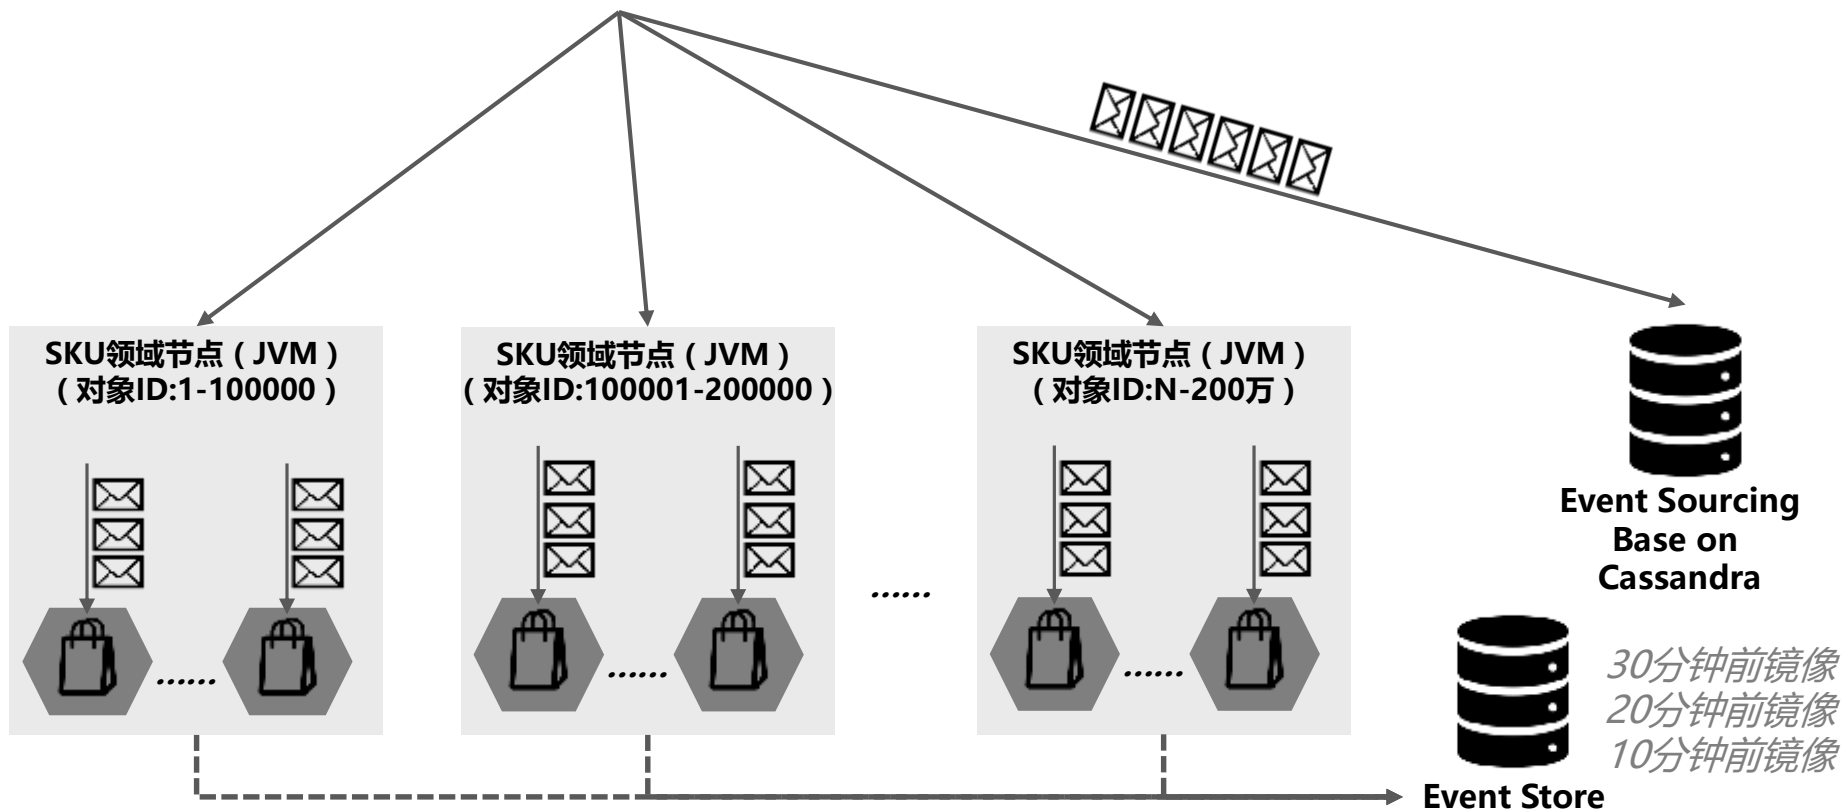 SKU领域节点（JVM）
（对象ID:1-100000）
SKU领域节点（JVM）
（对象ID:100001-200000）
SKU领域节点（JVM）
（对象ID:N-200万）
Event Sourcing
Base on
Cassandra
......
......
......
......
30分钟前镜像
20分钟前镜像
10分钟前镜像
Event Store